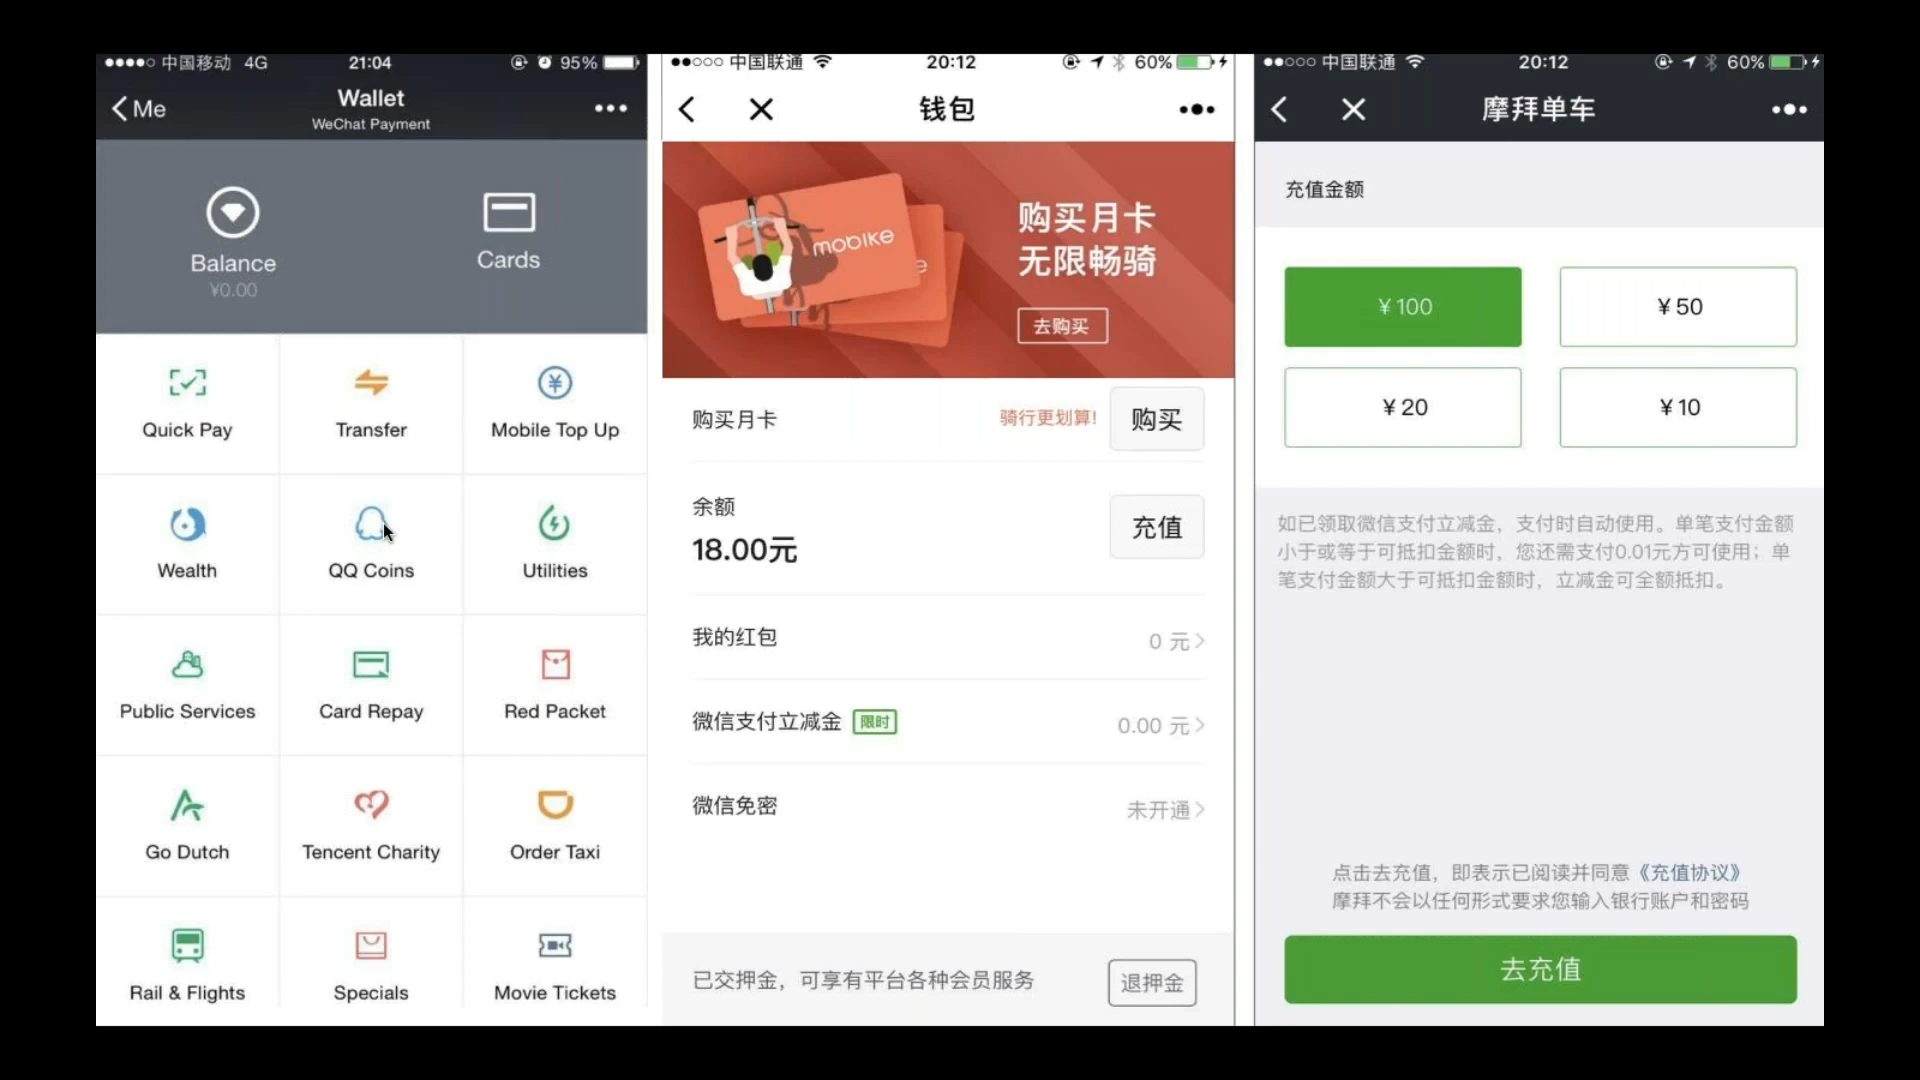 中国移动 4G 21:04 95%
Me
Wallet
WeChat Payment
Balance
¥0.00
Cards
Quick Pay
Transfer
Mobile Top Up
Wealth
QQ Coins
Utilities
Public Services
Card Repay
Red Packet
Go Dutch
Tencent Charity
Order Taxi
Rail & Flights
Specials
Movie Tickets
中国联通 20:12 60%
钱包
mobike
e
购买月卡
无限畅骑
去购买
购买月卡
骑行更划算!
购买
余额
18.00元
充值
我的红包
0 元
微信支付立减金 限时
0.00 元
微信免密
未开通
已交押金，可享有平台各种会员服务
退押金
中国联通 20:12 60%
摩拜单车
充值金额
¥100
¥50
¥20
¥10
如已领取微信支付立减金，支付时自动使用。单笔支付金额
小于或等于可抵扣金额时，您还需支付0.01元方可使用；单
笔支付金额大于可抵扣金额时，立减金可全额抵扣。
点击去充值，即表示已阅读并同意《充值协议》
摩拜不会以任何形式要求您输入银行账户和密码
去充值